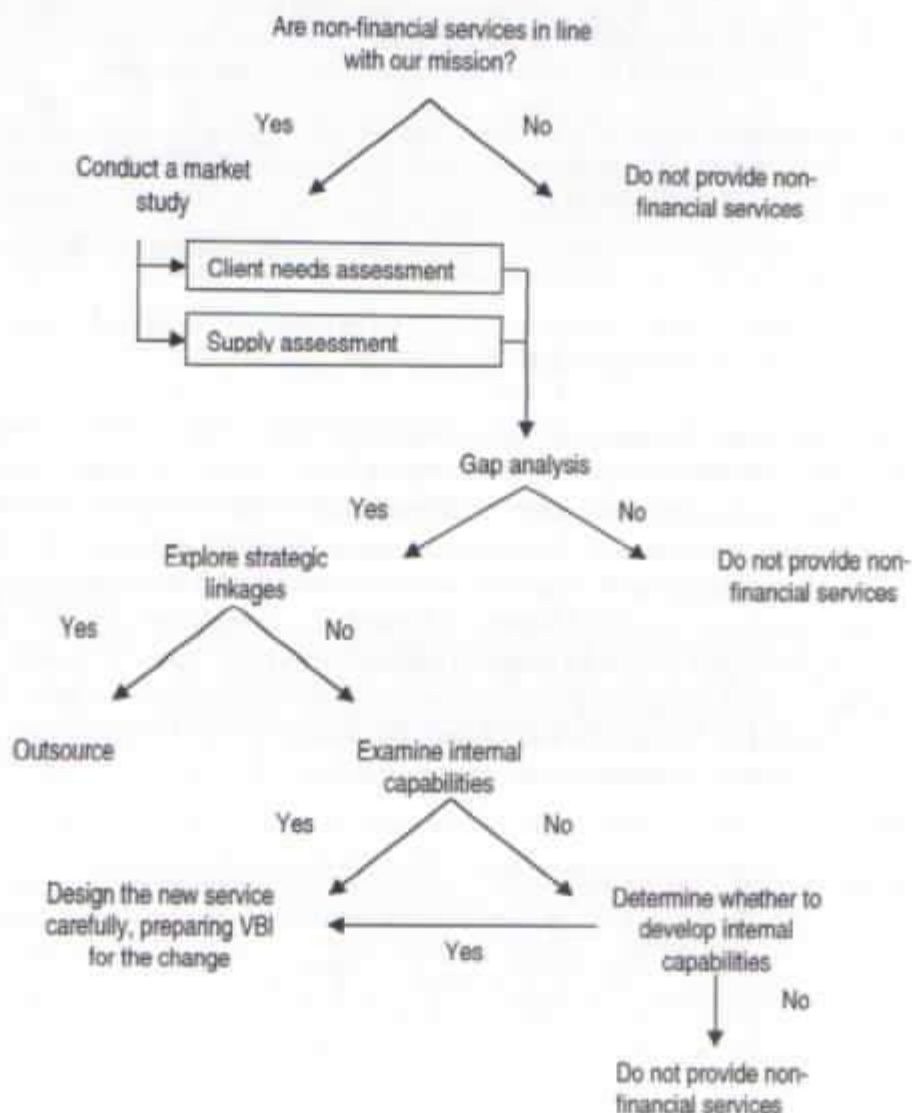 Are non-financial services in line
with our mission?
Yes
No
Conduct a market
study
Do not provide non-
financial services
Client needs assessment
Supply assessment
Gap analysis
Yes
No
Explore strategic
linkages
Do not provide non-
financial services
Yes
No
Outsource
Examine internal
capabilities
Yes
No
Design the new service
carefully, preparing VBI
for the change
Determine whether to
develop internal
capabilities
Yes
No
Do not provide non-
financial services